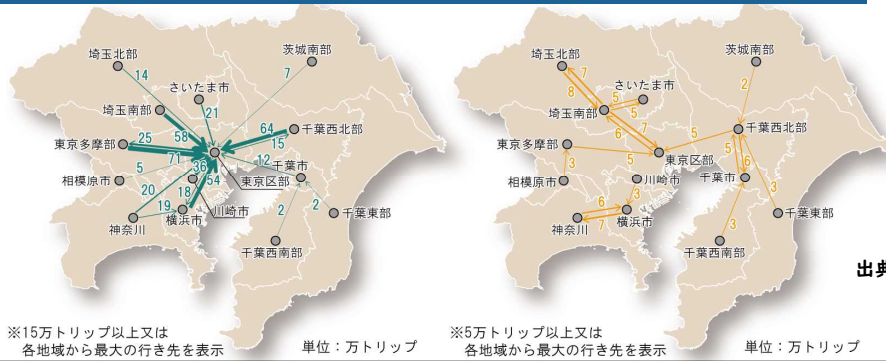 埼玉北部
茨城南部
14
7
さいたま市
21
埼玉南部
58
64
千葉西北部
15
東京多摩部
25
71
12
千葉市
5
36
54
東京区部
相模原市
20
18
19
2
2
川崎市
横浜市
神奈川
千葉東部
千葉西南部
※15万トリップ以上又は
各地域から最大の行き先を表示
単位:万トリップ
埼玉北部
茨城南部
7
8
さいたま市
5
5
2
埼玉南部
7
6
5
千葉西北部
東京多摩部
東京区部
5
3
5
6
千葉市
相模原市
川崎市
3
3
6
7
横浜市
神奈川
千葉東部
3
千葉西南部
※5万トリップ以上又は
各地域から最大の行き先を表示
単位:万トリップ
出典